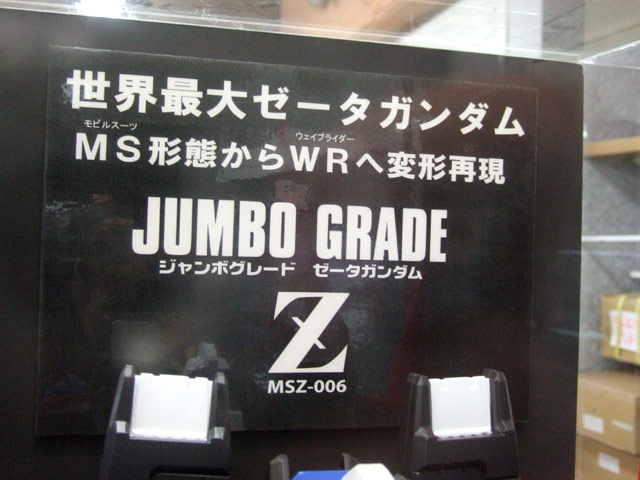 世界最大ゼータガンダム
モビルスーツ ウェイブライダー
MS形態からWRへ変形再現
JUMBO GRADE
ジャンボグレード ゼータガンダム
Z
MSZ-006